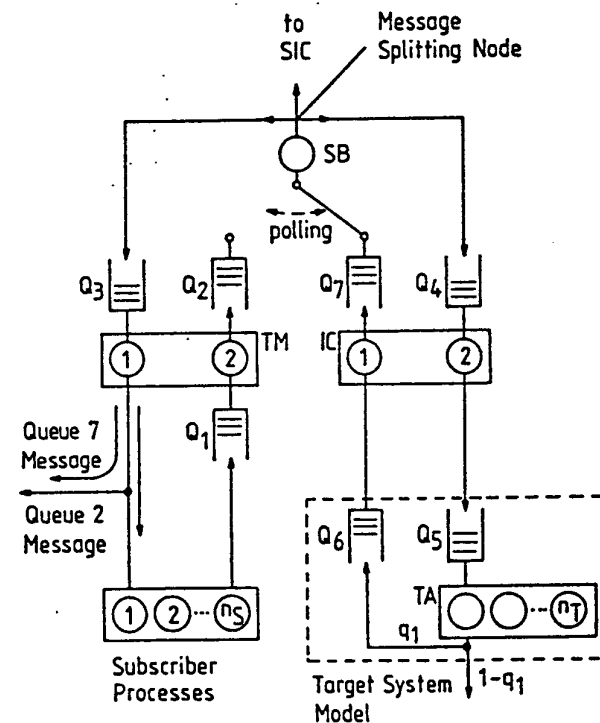 to
SIC
Message
Splitting Node
SB
polling
Q3
Q2
Q7
Q4
1
2
TM
IC
1
2
Q1
Queue 7
Message
Queue 2
Message
Q6
Q5
1
2
...
nS
TA
...
nT
q1
1-q1
Subscriber
Processes
Target System
Model